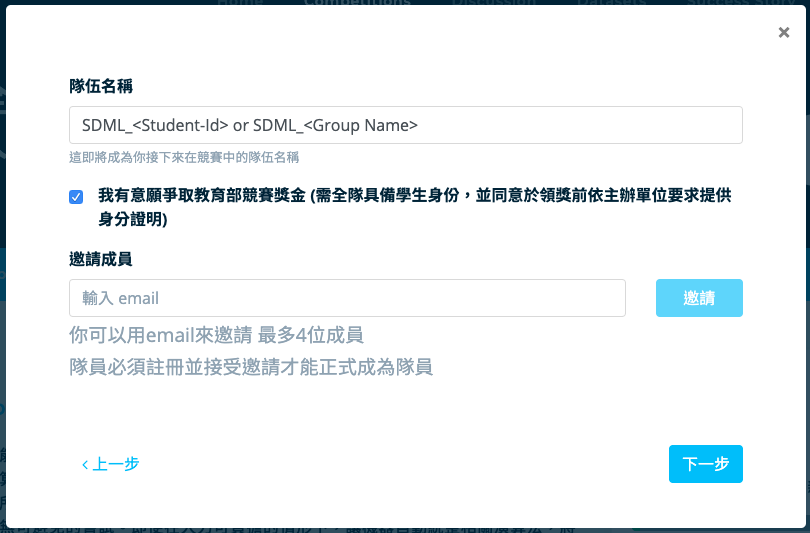 Home Competitions Discussion Datasets Success Story
×
隊伍名稱
SDML_<Student-Id> or SDML_<Group Name>
這即將成為你接下來在競賽中的隊伍名稱
我有意願爭取教育部競賽獎金 (需全隊具備學生身份，並同意於領獎前依主辦單位要求提供
身分證明)
邀請成員
輸入 email
邀請
你可以用email來邀請 最多4位成員
隊員必須註冊並接受邀請才能正式成為隊員
‹ 上一步
下一步